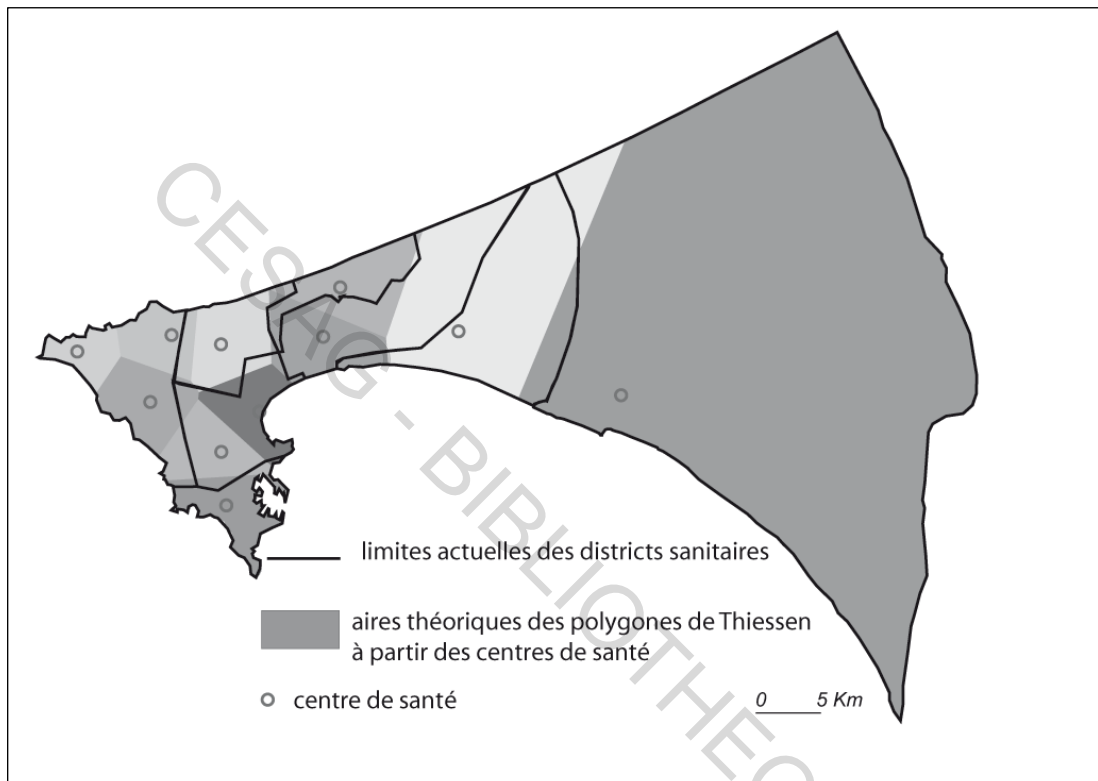 CESAG - BIBLIOTHEQ
limites actuelles des districts sanitaires
aires théoriques des polygones de Thiessen
à partir des centres de santé
centre de santé
0 5 Km